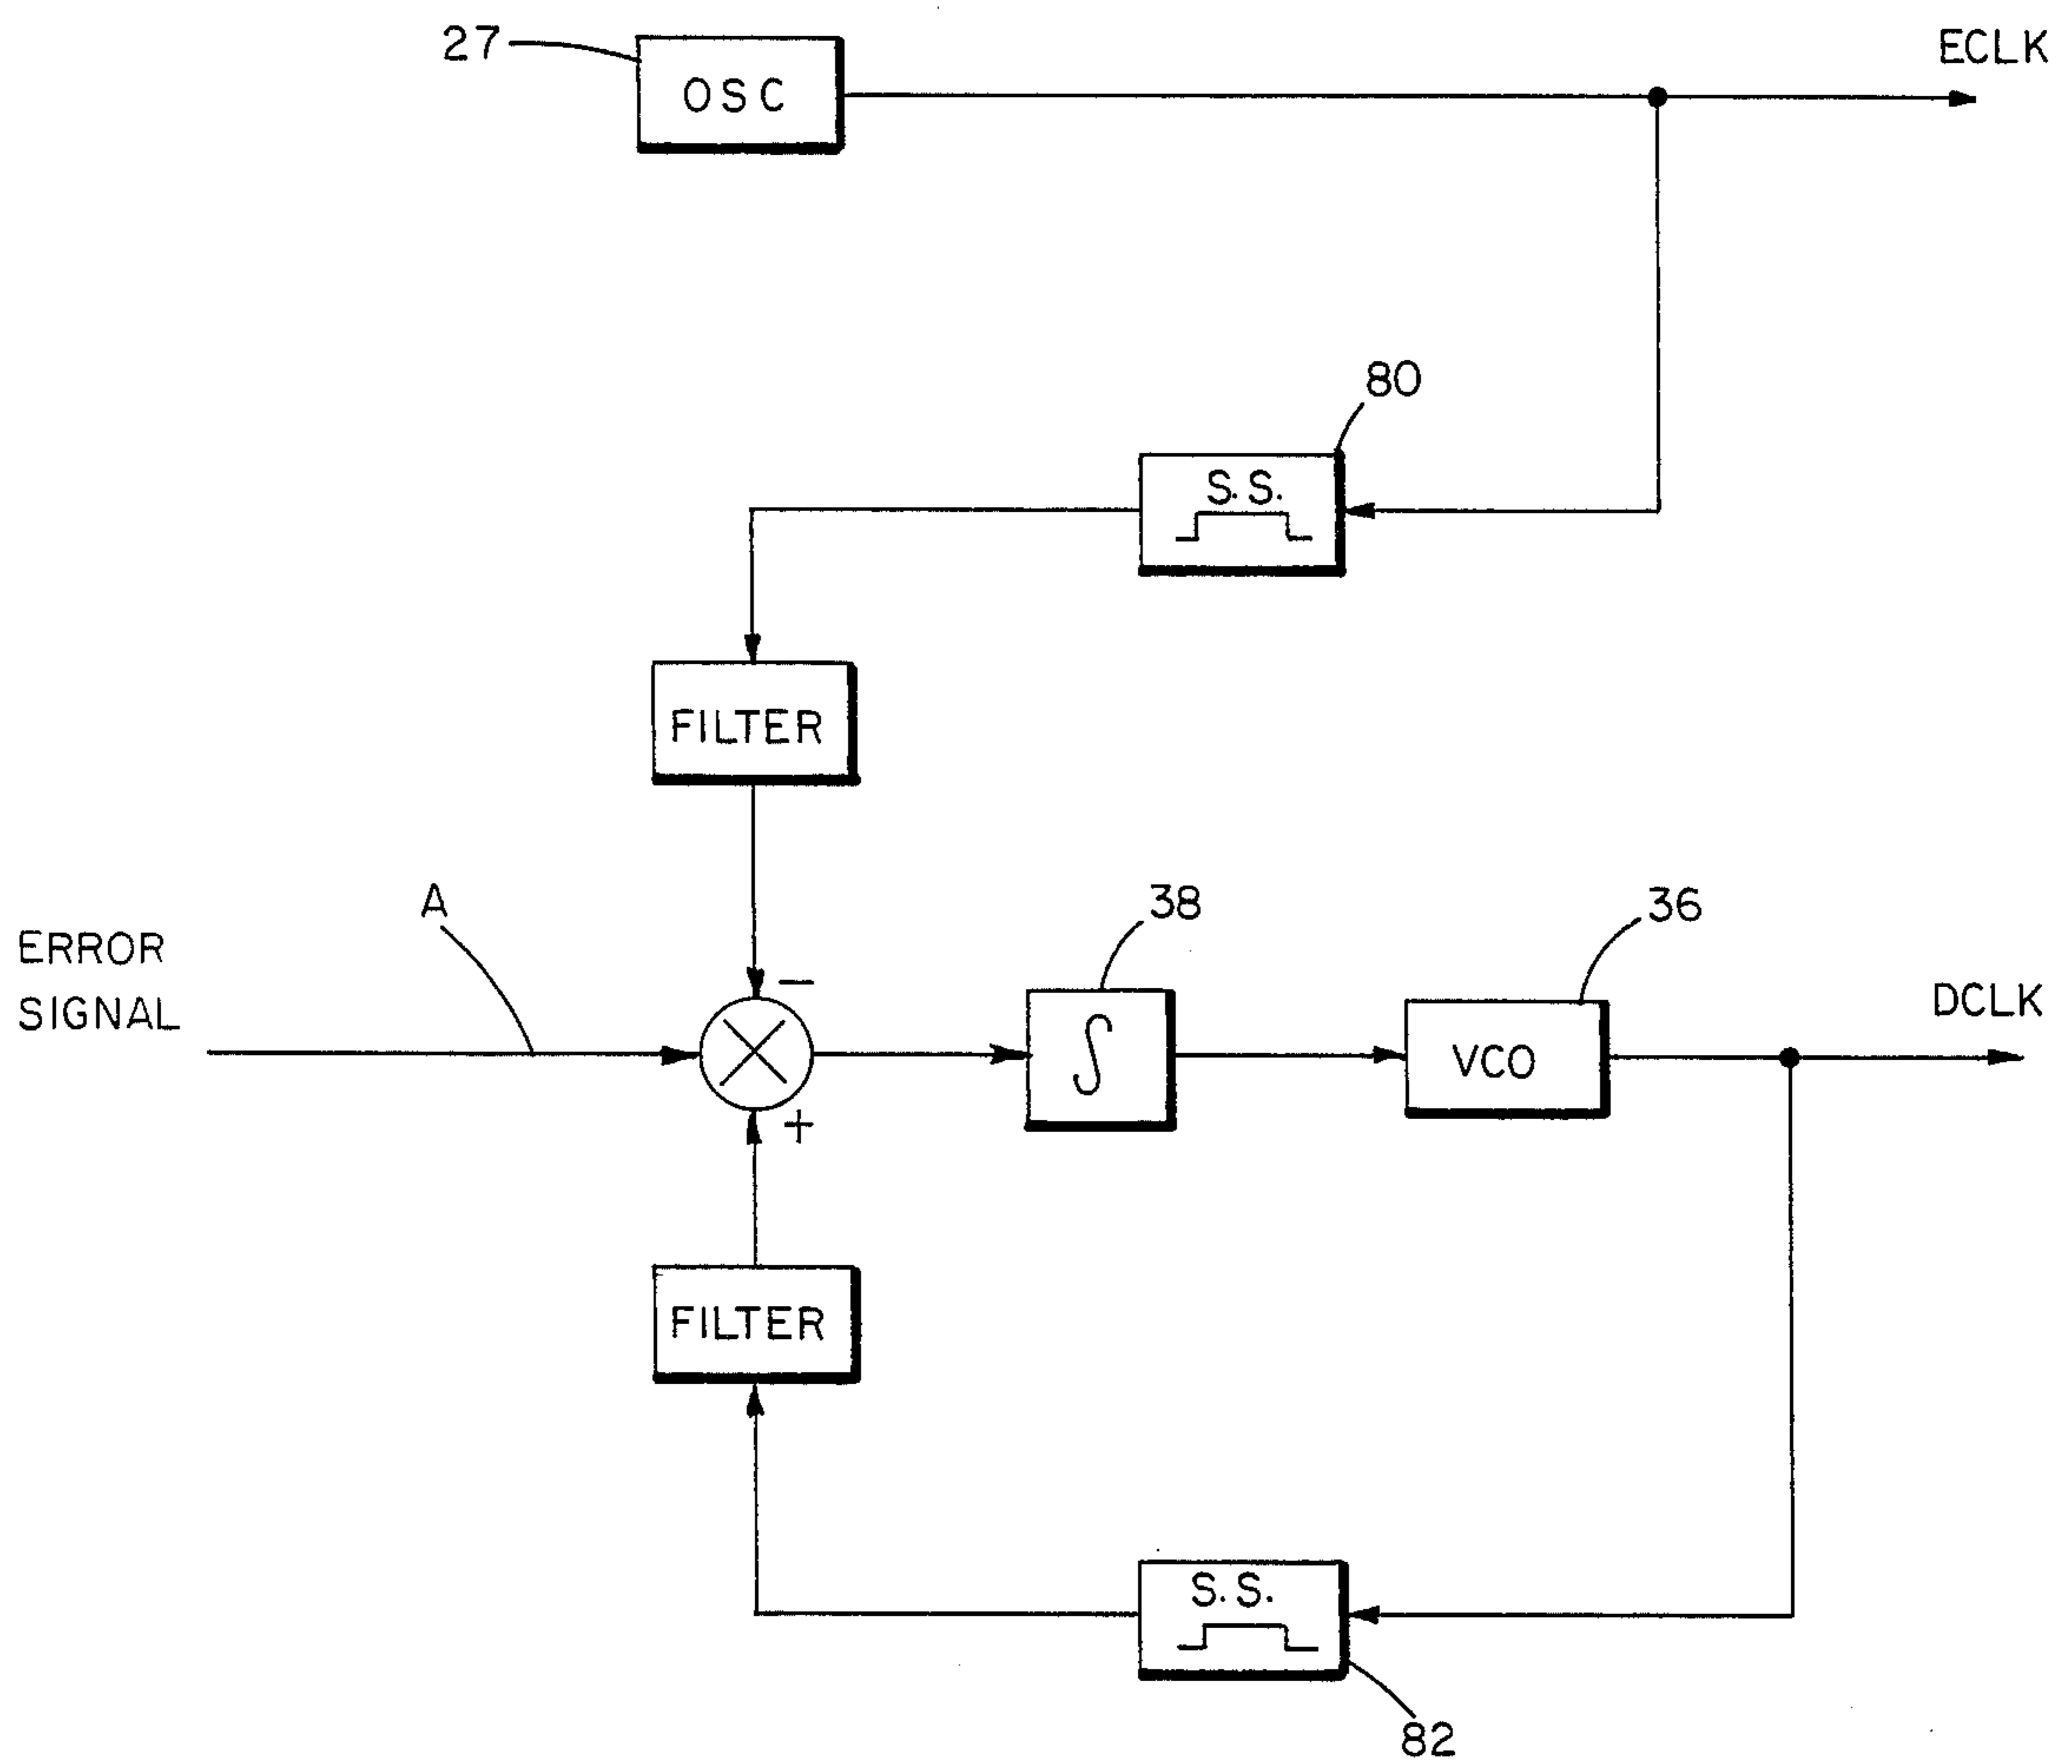 27
OSC
ECLK
80
S.S.
FILTER
A
ERROR
SIGNAL
−
38
36
∫
VCO
DCLK
+
FILTER
S.S.
82